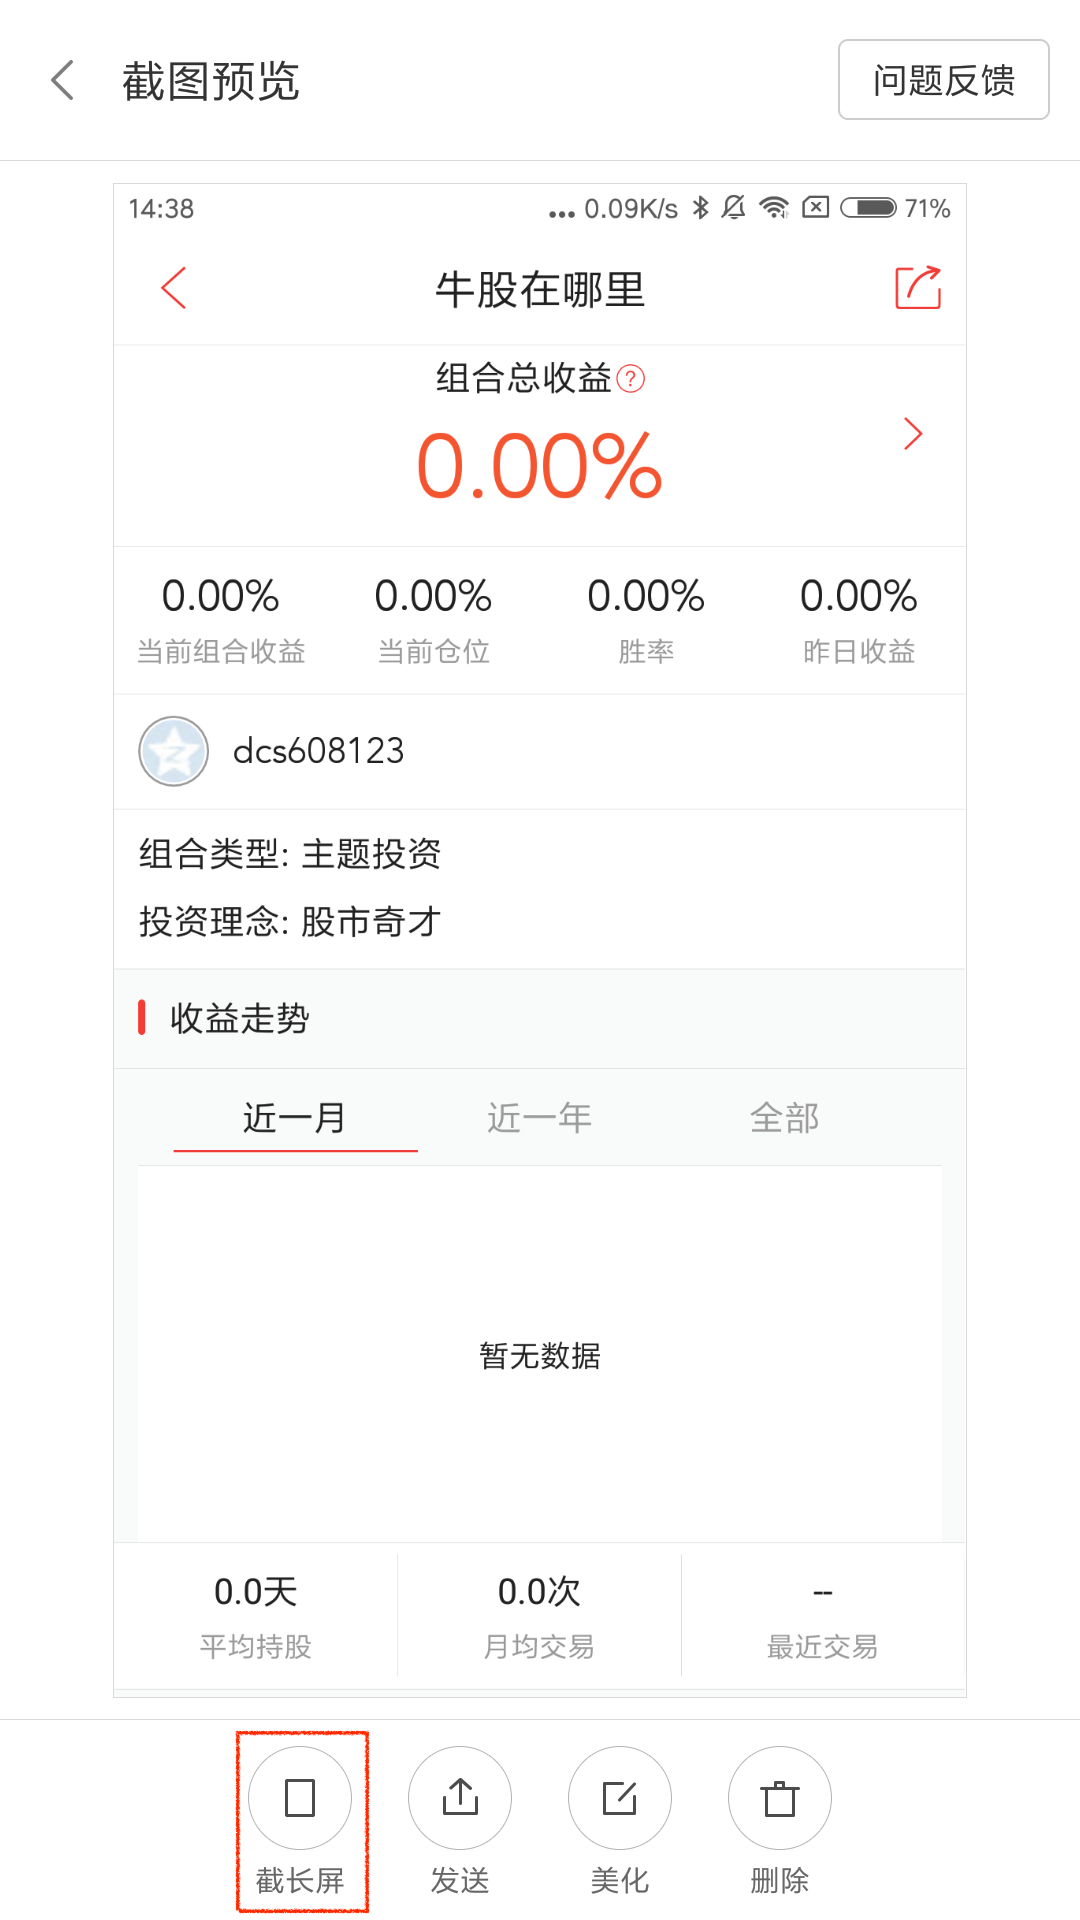 截图预览 问题反馈
14:38 ... 0.09K/s 71%
牛股在哪里
组合总收益?
0.00%
0.00% 0.00% 0.00% 0.00%
当前组合收益 当前仓位 胜率 昨日收益
dcs608123
组合类型: 主题投资
投资理念: 股市奇才
收益走势
近一月 近一年 全部
暂无数据
0.0天 0.0次 --
平均持股 月均交易 最近交易
截长屏 发送 美化 删除